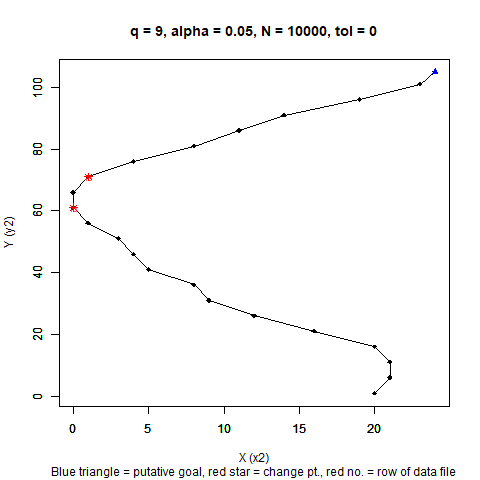 q = 9, alpha = 0.05, N = 10000, tol = 0
100
80
60
40
20
0
Y (y2)
0 5 10 15 20
X (x2)
Blue triangle = putative goal, red star = change pt., red no. = row of data file